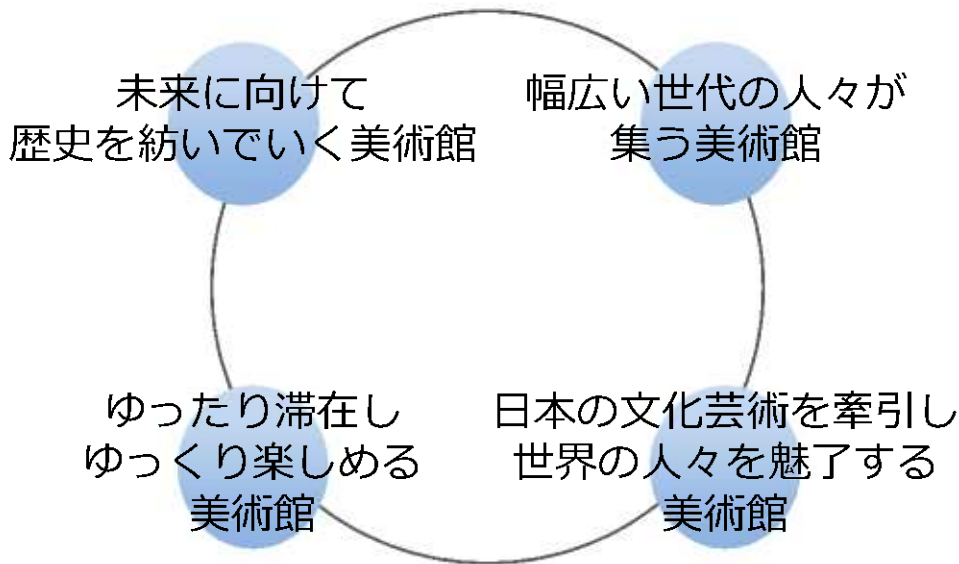 未来に向けて
歴史を紡いでいく美術館
幅広い世代の人々が
集う美術館
ゆったり滞在し
ゆっくり楽しめる
美術館
日本の文化芸術を牽引し
世界の人々を魅了する
美術館